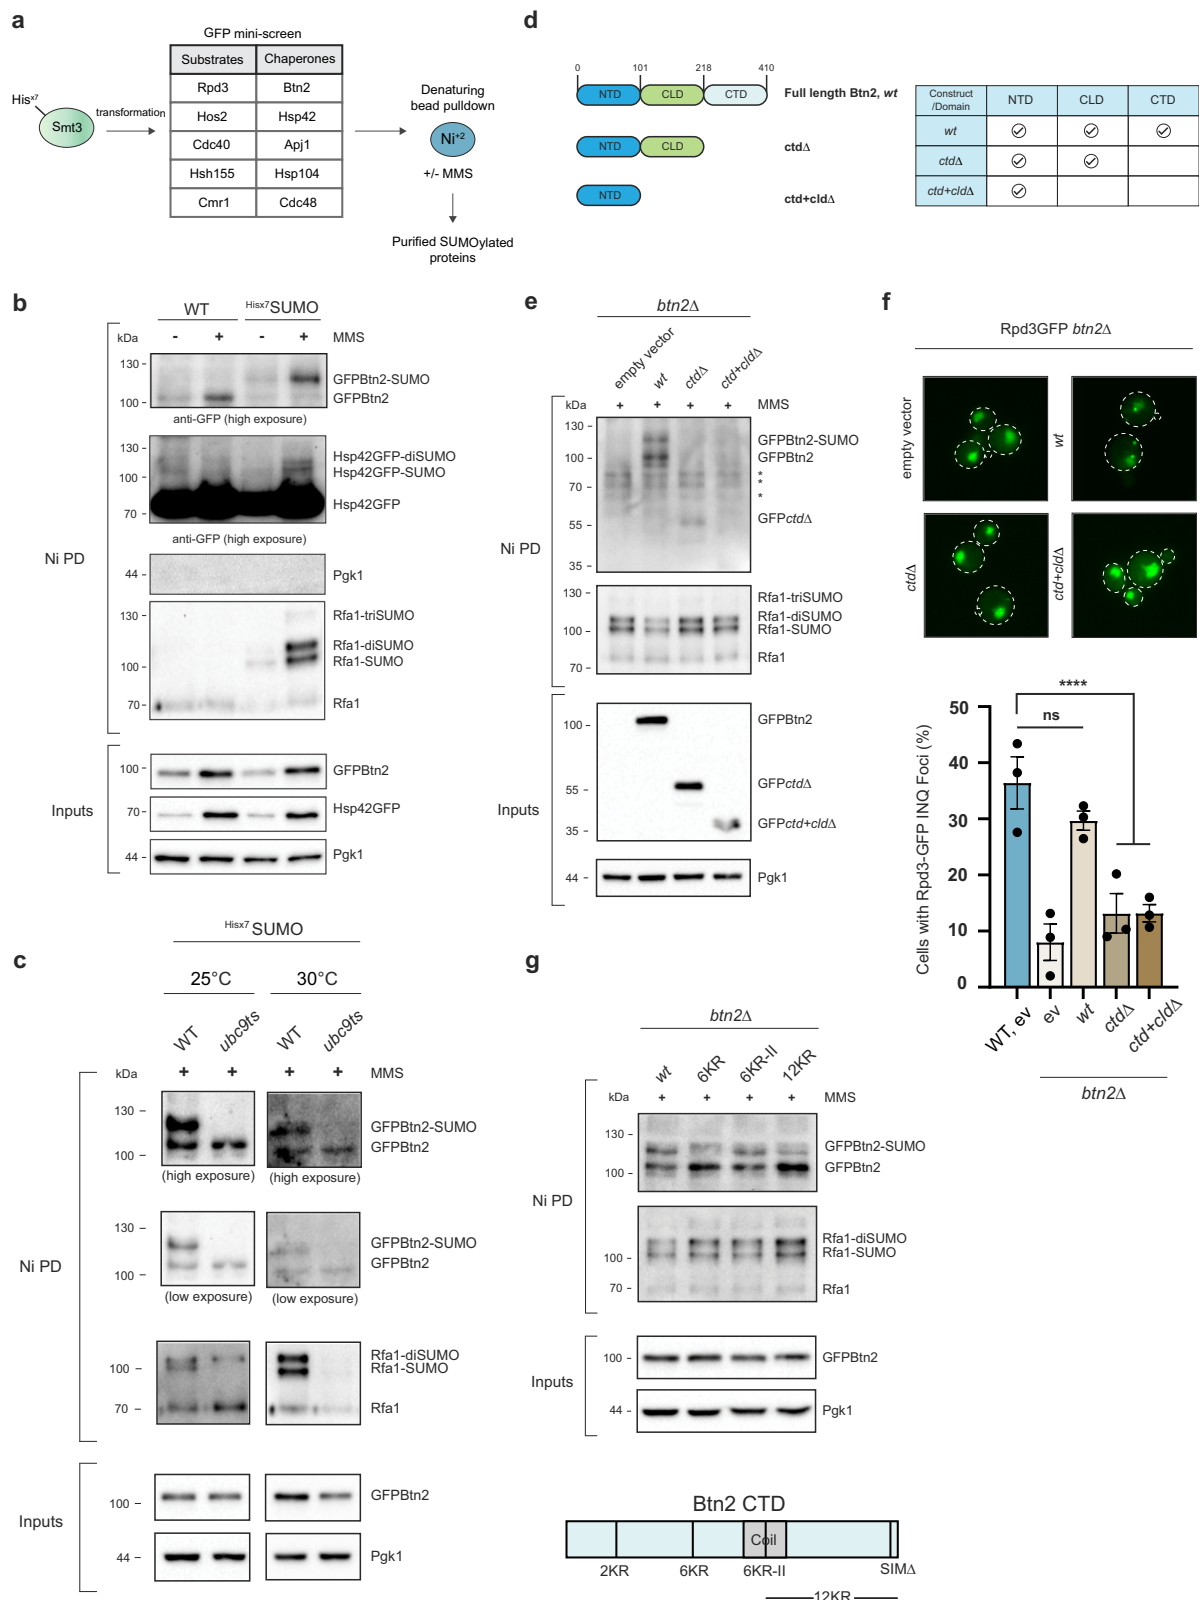 a
GFP mini-screen
Substrates Chaperones
Rpd3 Btn2
Hos2 Hsp42
Cdc40 Apj1
Hsh155 Hsp104
Cmr1 Cdc48
Hisx7
Smt3
transformation
Denaturing
bead pulldown
Ni+2
+/- MMS
Purified SUMOylated
proteins
d
0 101 218 410
NTD CLD CTD
Full length Btn2, wt
NTD CLD
ctdΔ
NTD
ctd+cldΔ
Construct
/Domain
NTD CLD CTD
wt
ctdΔ
ctd+cldΔ
b
WT Hisx7SUMO
kDa - + - + MMS
130
GFPBtn2-SUMO
GFPBtn2
100
anti-GFP (high exposure)
130
Hsp42GFP-diSUMO
Hsp42GFP-SUMO
100
Hsp42GFP
70
anti-GFP (high exposure)
Ni PD
44 Pgk1
130
Rfa1-triSUMO
Rfa1-diSUMO
Rfa1-SUMO
100
70 Rfa1
Inputs
100 GFPBtn2
70 Hsp42GFP
44 Pgk1
c
Hisx7SUMO
25°C 30°C
WT ubc9ts WT ubc9ts
kDa + + + + MMS
130
GFPBtn2-SUMO
GFPBtn2
100
(high exposure) (high exposure)
130
GFPBtn2-SUMO
GFPBtn2
100
(low exposure) (low exposure)
Ni PD
Rfa1-diSUMO
Rfa1-SUMO
100
70 Rfa1
Inputs
100 GFPBtn2
44 Pgk1
e
btn2Δ
empty vector wt ctdΔ ctd+cldΔ
kDa + + + + MMS
130
GFPBtn2-SUMO
GFPBtn2
100
*
*
*
70
55 GFPctdΔ
35
Ni PD
130 Rfa1-triSUMO
Rfa1-diSUMO
Rfa1-SUMO
100
Rfa1
70
Inputs
100 GFPBtn2
55 GFPctdΔ
35 GFPctd+cldΔ
44 Pgk1
f
Rpd3GFP btn2Δ
empty vector
wt
ctdΔ
ctd+cldΔ
Cells with Rpd3-GFP INQ Foci (%)
50
40
30
20
10
0
****
ns
WT, ev ev wt ctdΔ ctd+cldΔ
btn2Δ
g
btn2Δ
wt 6KR 6KR-II 12KR
kDa + + + + MMS
130
GFPBtn2-SUMO
GFPBtn2
100
Ni PD
Rfa1-diSUMO
Rfa1-SUMO
100
70 Rfa1
Inputs
100 GFPBtn2
44 Pgk1
Btn2 CTD
Coil
2KR 6KR 6KR-II SIMΔ
12KR